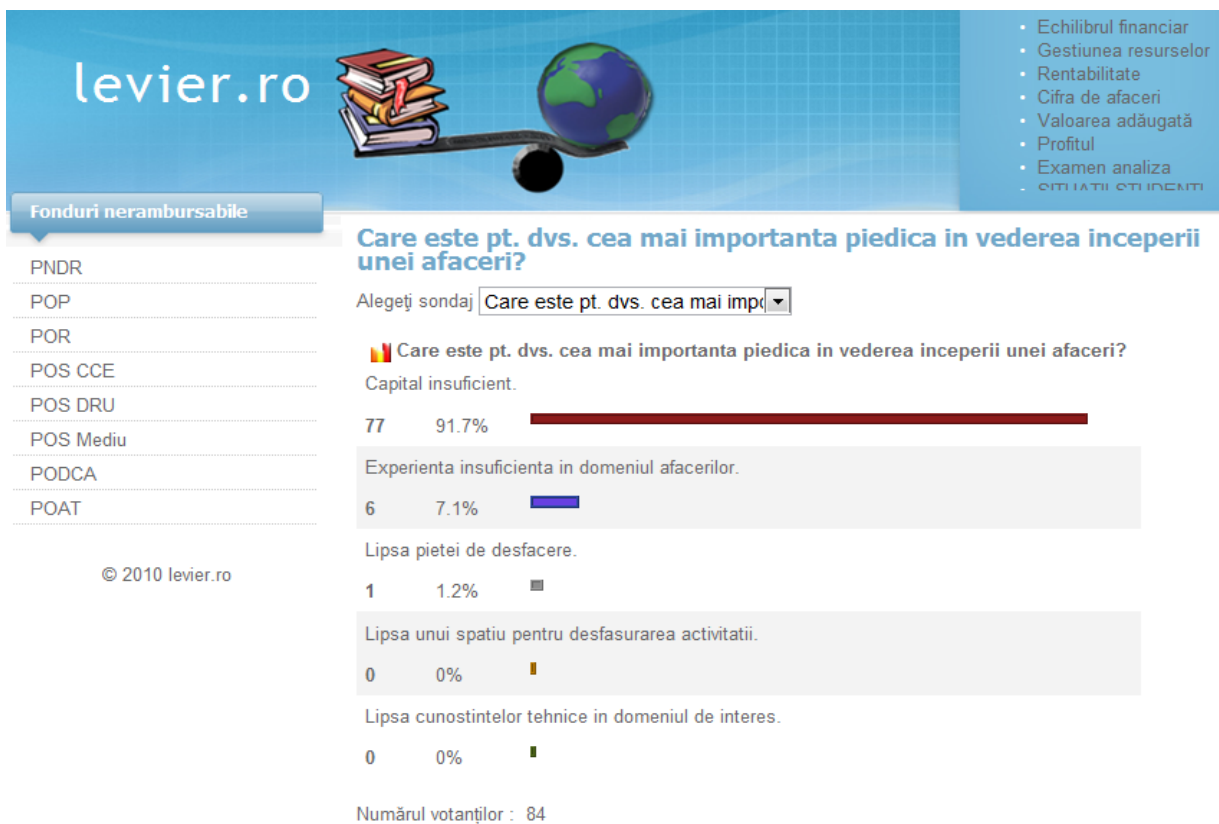 levier.ro
Echilibrul financiar
Gestiunea resurselor
Rentabilitate
Cifra de afaceri
Valoarea adăugată
Profitul
Examen analiza
SITUATII STUDENTI
Fonduri nerambursabile
PNDR
POP
POR
POS CCE
POS DRU
POS Mediu
PODCA
POAT
© 2010 levier.ro
Care este pt. dvs. cea mai importanta piedica in vederea inceperii
unei afaceri?
Alegeţi sondaj Care este pt. dvs. cea mai impo
Care este pt. dvs. cea mai importanta piedica in vederea inceperii unei afaceri?
Capital insuficient.
77 91.7%
Experienta insuficienta in domeniul afacerilor.
6 7.1%
Lipsa pietei de desfacere.
1 1.2%
Lipsa unui spatiu pentru desfasurarea activitatii.
0 0%
Lipsa cunostintelor tehnice in domeniul de interes.
0 0%
Numărul votanţilor : 84